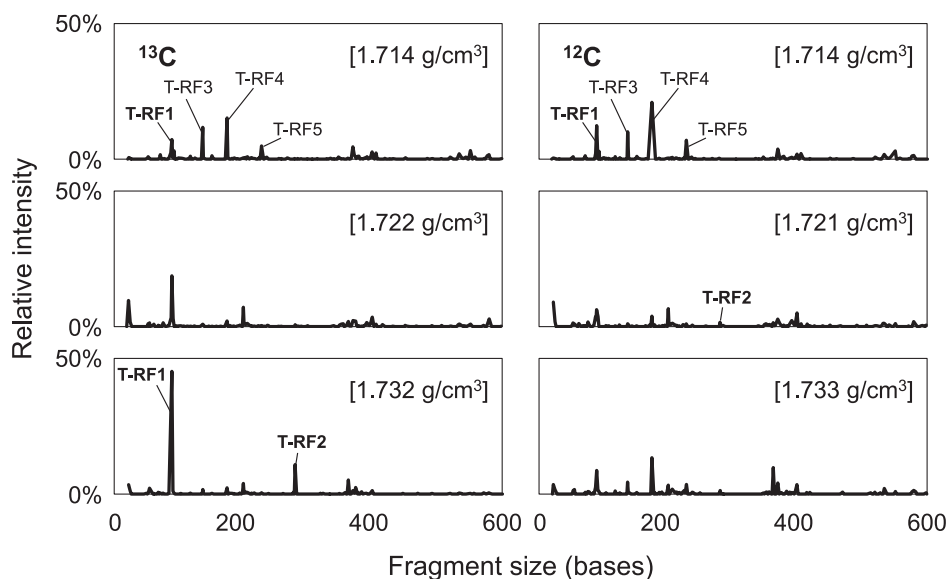 50%
¹³C
[1.714 g/cm³]
T-RF3
T-RF4
T-RF1
T-RF5
0%
¹²C
[1.714 g/cm³]
T-RF3
T-RF4
T-RF1
T-RF5
Relative intensity
50%
[1.722 g/cm³]
0%
[1.721 g/cm³]
T-RF2
50%
T-RF1
[1.732 g/cm³]
T-RF2
0%
[1.733 g/cm³]
0 200 400 600
0 200 400 600
Fragment size (bases)